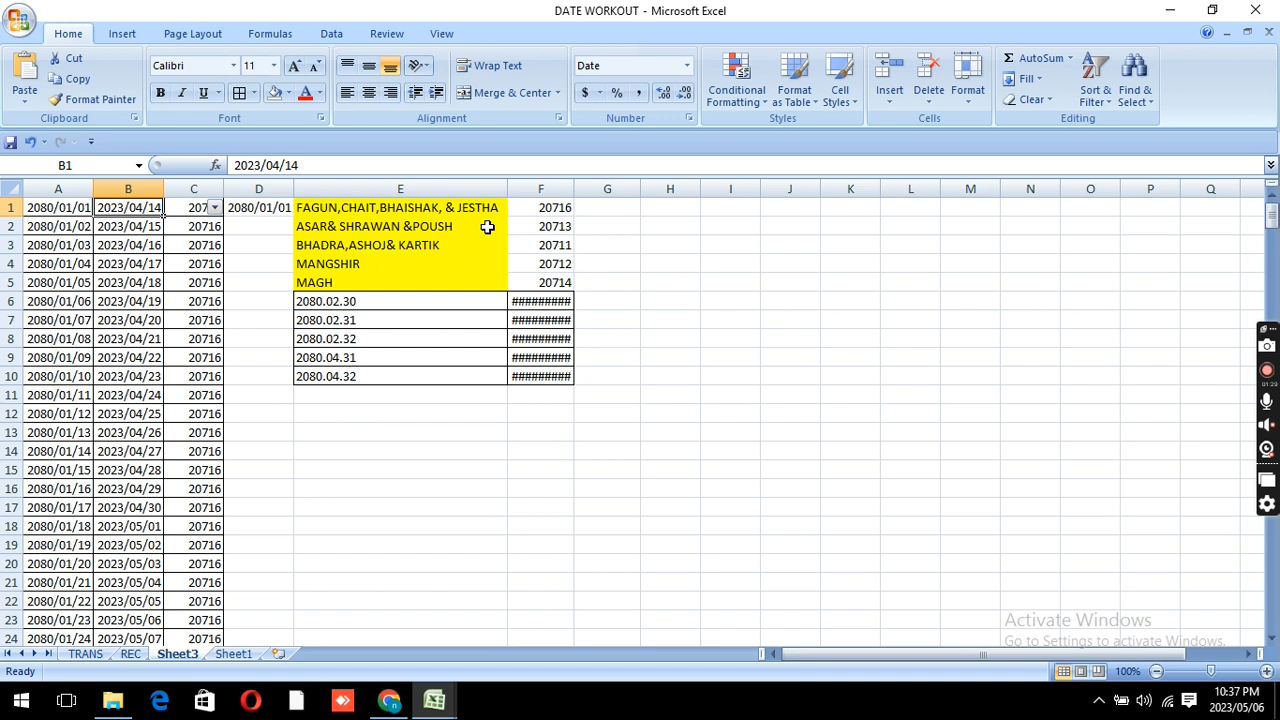 DATE WORKOUT - Microsoft Excel
Home Insert Page Layout Formulas Data Review View
Paste Cut Copy Format Painter
Calibri 11 A A
B I U A
Wrap Text
Merge & Center
Date
$ % , .0 .00 .00 .0
Conditional Formatting Format as Table Cell Styles
Insert Delete Format
Σ AutoSum Fill Clear
Sort & Filter Find & Select
Clipboard Font Alignment Number Styles Cells Editing
B1 fx 2023/04/14
A B C D E F G H I J K L M N O P Q
1 2080/01/01 2023/04/14 207 2080/01/01 FAGUN,CHAIT,BHAISHAK, & JESTHA 20716
2 2080/01/02 2023/04/15 20716 ASAR& SHRAWAN &POUSH 20713
3 2080/01/03 2023/04/16 20716 BHADRA,ASHOJ& KARTIK 20711
4 2080/01/04 2023/04/17 20716 MANGSHIR 20712
5 2080/01/05 2023/04/18 20716 MAGH 20714
6 2080/01/06 2023/04/19 20716 2080.02.30 #########
7 2080/01/07 2023/04/20 20716 2080.02.31 #########
8 2080/01/08 2023/04/21 20716 2080.02.32 #########
9 2080/01/09 2023/04/22 20716 2080.04.31 #########
10 2080/01/10 2023/04/23 20716 2080.04.32 #########
11 2080/01/11 2023/04/24 20716
12 2080/01/12 2023/04/25 20716
13 2080/01/13 2023/04/26 20716
14 2080/01/14 2023/04/27 20716
15 2080/01/15 2023/04/28 20716
16 2080/01/16 2023/04/29 20716
17 2080/01/17 2023/04/30 20716
18 2080/01/18 2023/05/01 20716
19 2080/01/19 2023/05/02 20716
20 2080/01/20 2023/05/03 20716
21 2080/01/21 2023/05/04 20716
22 2080/01/22 2023/05/05 20716
23 2080/01/23 2023/05/06 20716
24 2080/01/24 2023/05/07 20716
01:29
Activate Windows
Go to Settings to activate Windows.
TRANS REC Sheet3 Sheet1
Ready 100%
10:37 PM
2023/05/06